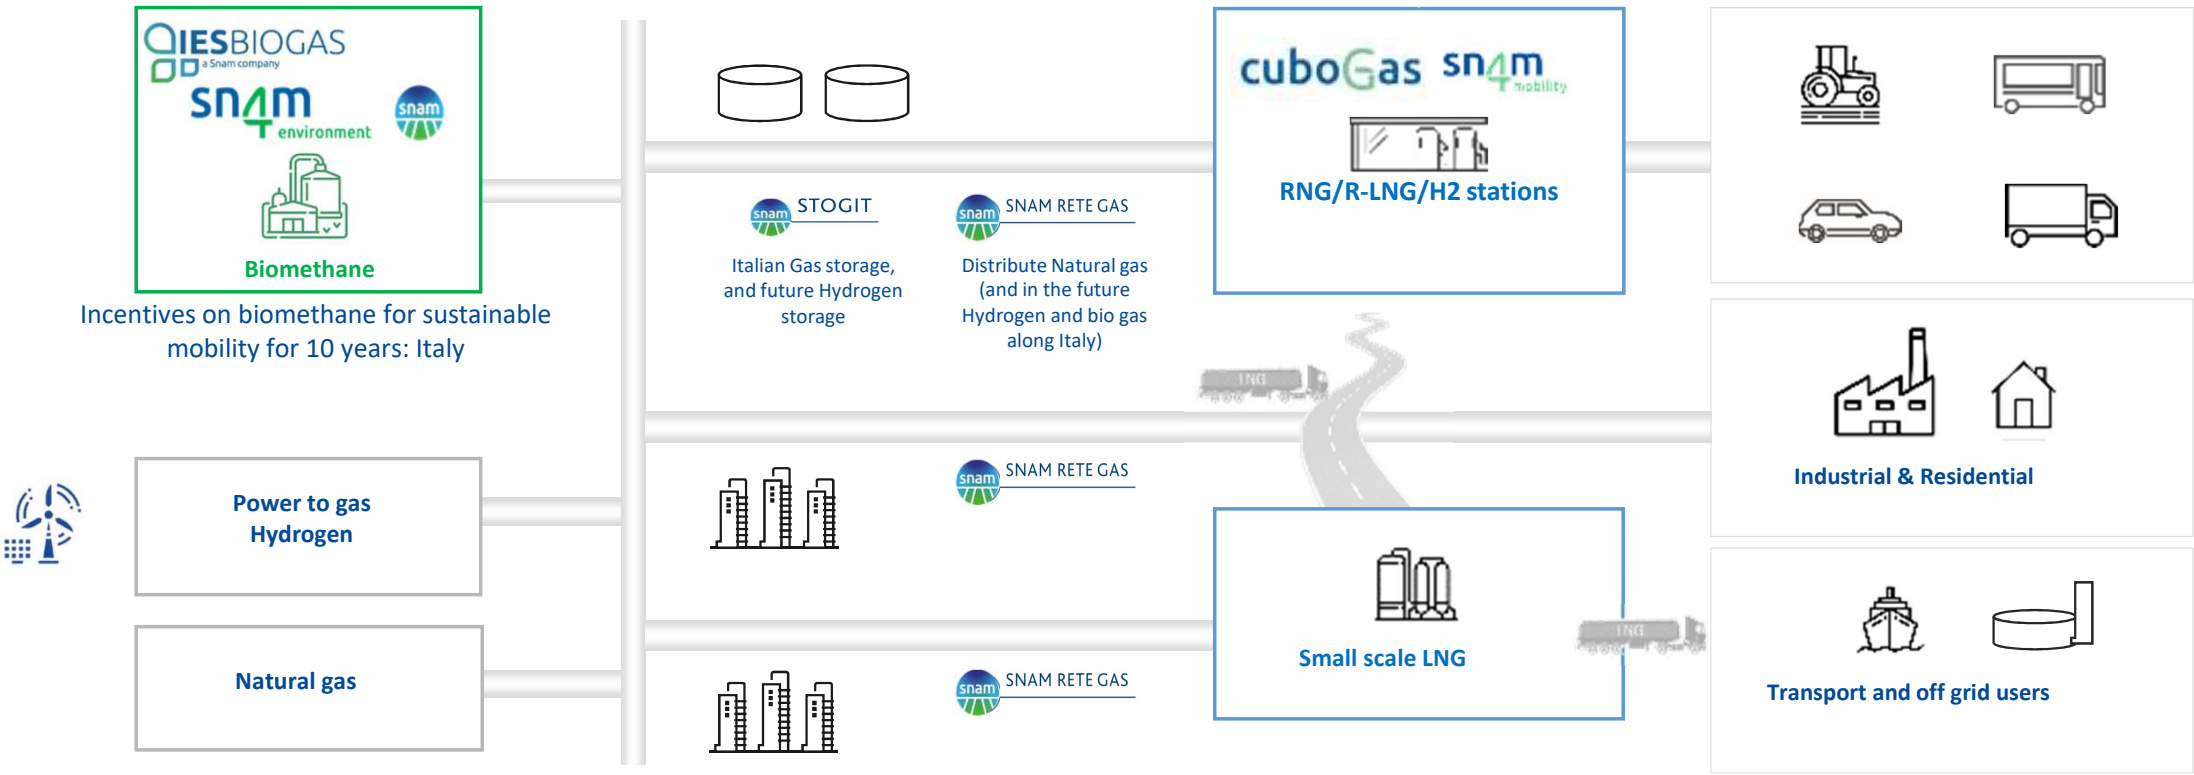 IESBIOGAS
a Snam company
sn4m
environment
snam
Biomethane
Incentives on biomethane for sustainable
mobility for 10 years: Italy
Power to gas
Hydrogen
Natural gas
snam STOGIT
Italian Gas storage,
and future Hydrogen
storage
snam SNAM RETE GAS
Distribute Natural gas
(and in the future
Hydrogen and bio gas
along Italy)
snam SNAM RETE GAS
snam SNAM RETE GAS
cuboGas sn4m
mobility
RNG/R-LNG/H2 stations
LNG
Small scale LNG
LNG
Industrial & Residential
Transport and off grid users